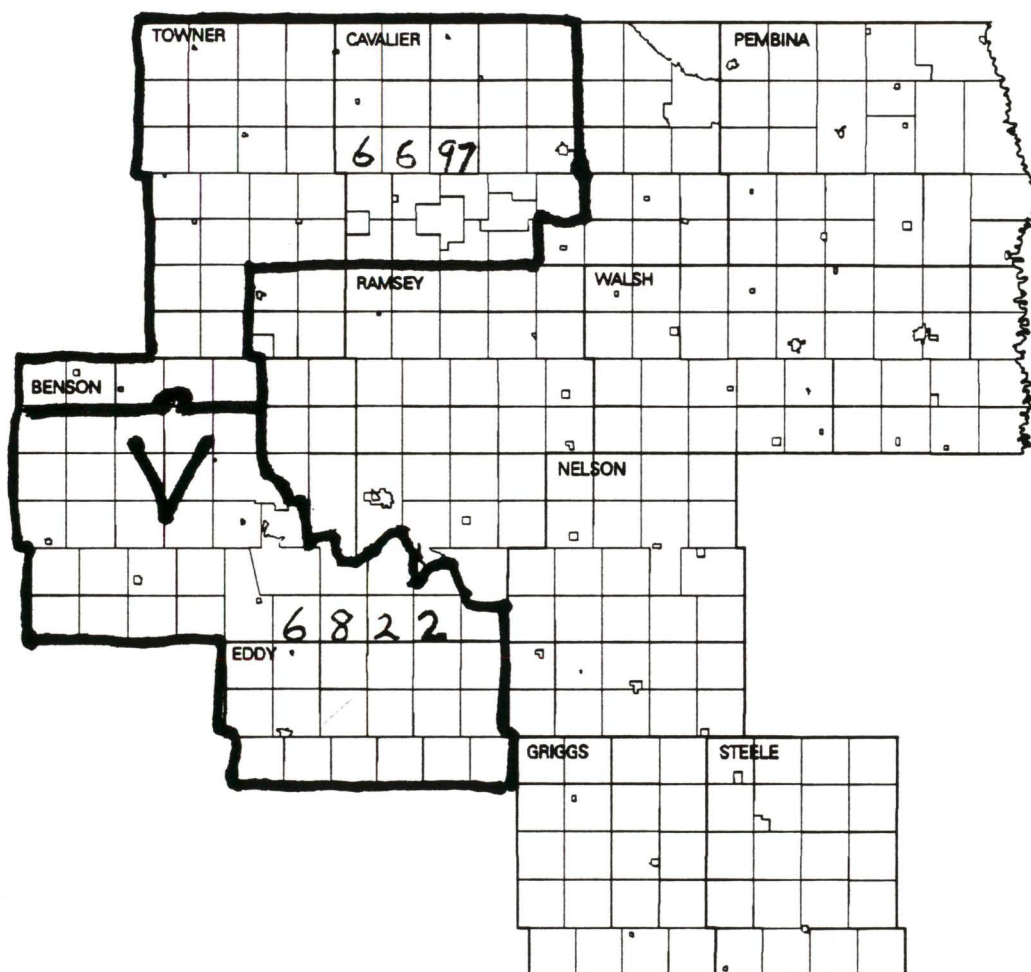 TOWNER CAVALIER PEMBINA
6697
RAMSEY WALSH
BENSON
V
NELSON
6822
EDDY
GRIGGS STEELE